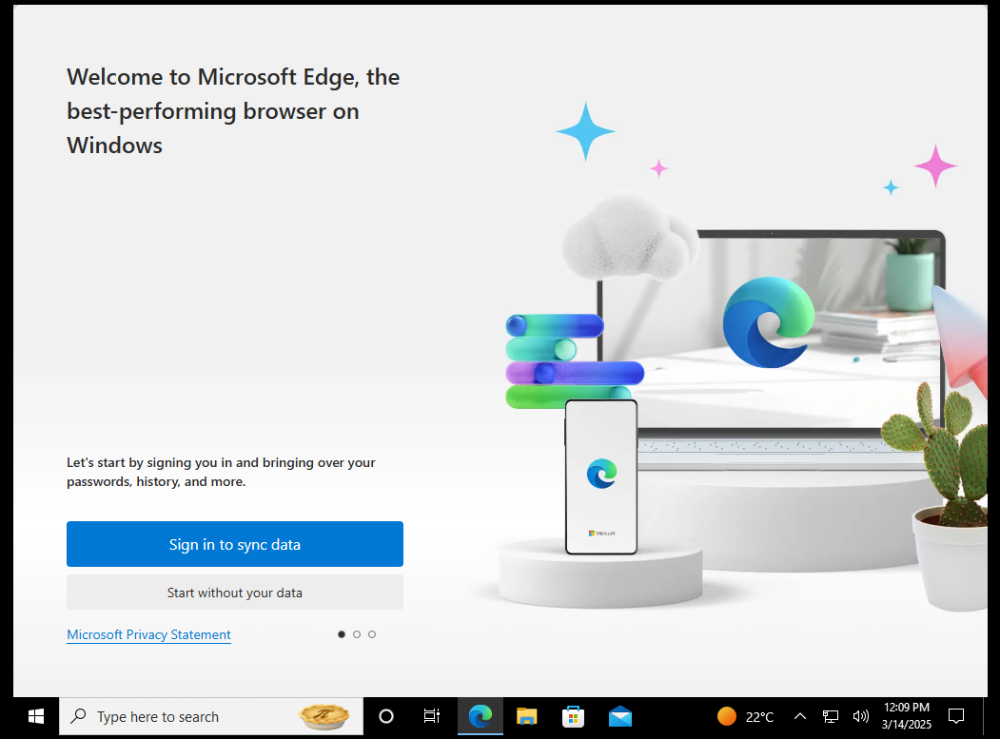 Welcome to Microsoft Edge, the
best-performing browser on
Windows
Let's start by signing you in and bringing over your
passwords, history, and more.
Sign in to sync data
Start without your data
Microsoft Privacy Statement
Microsoft
Type here to search
22°C
12:09 PM
3/14/2025